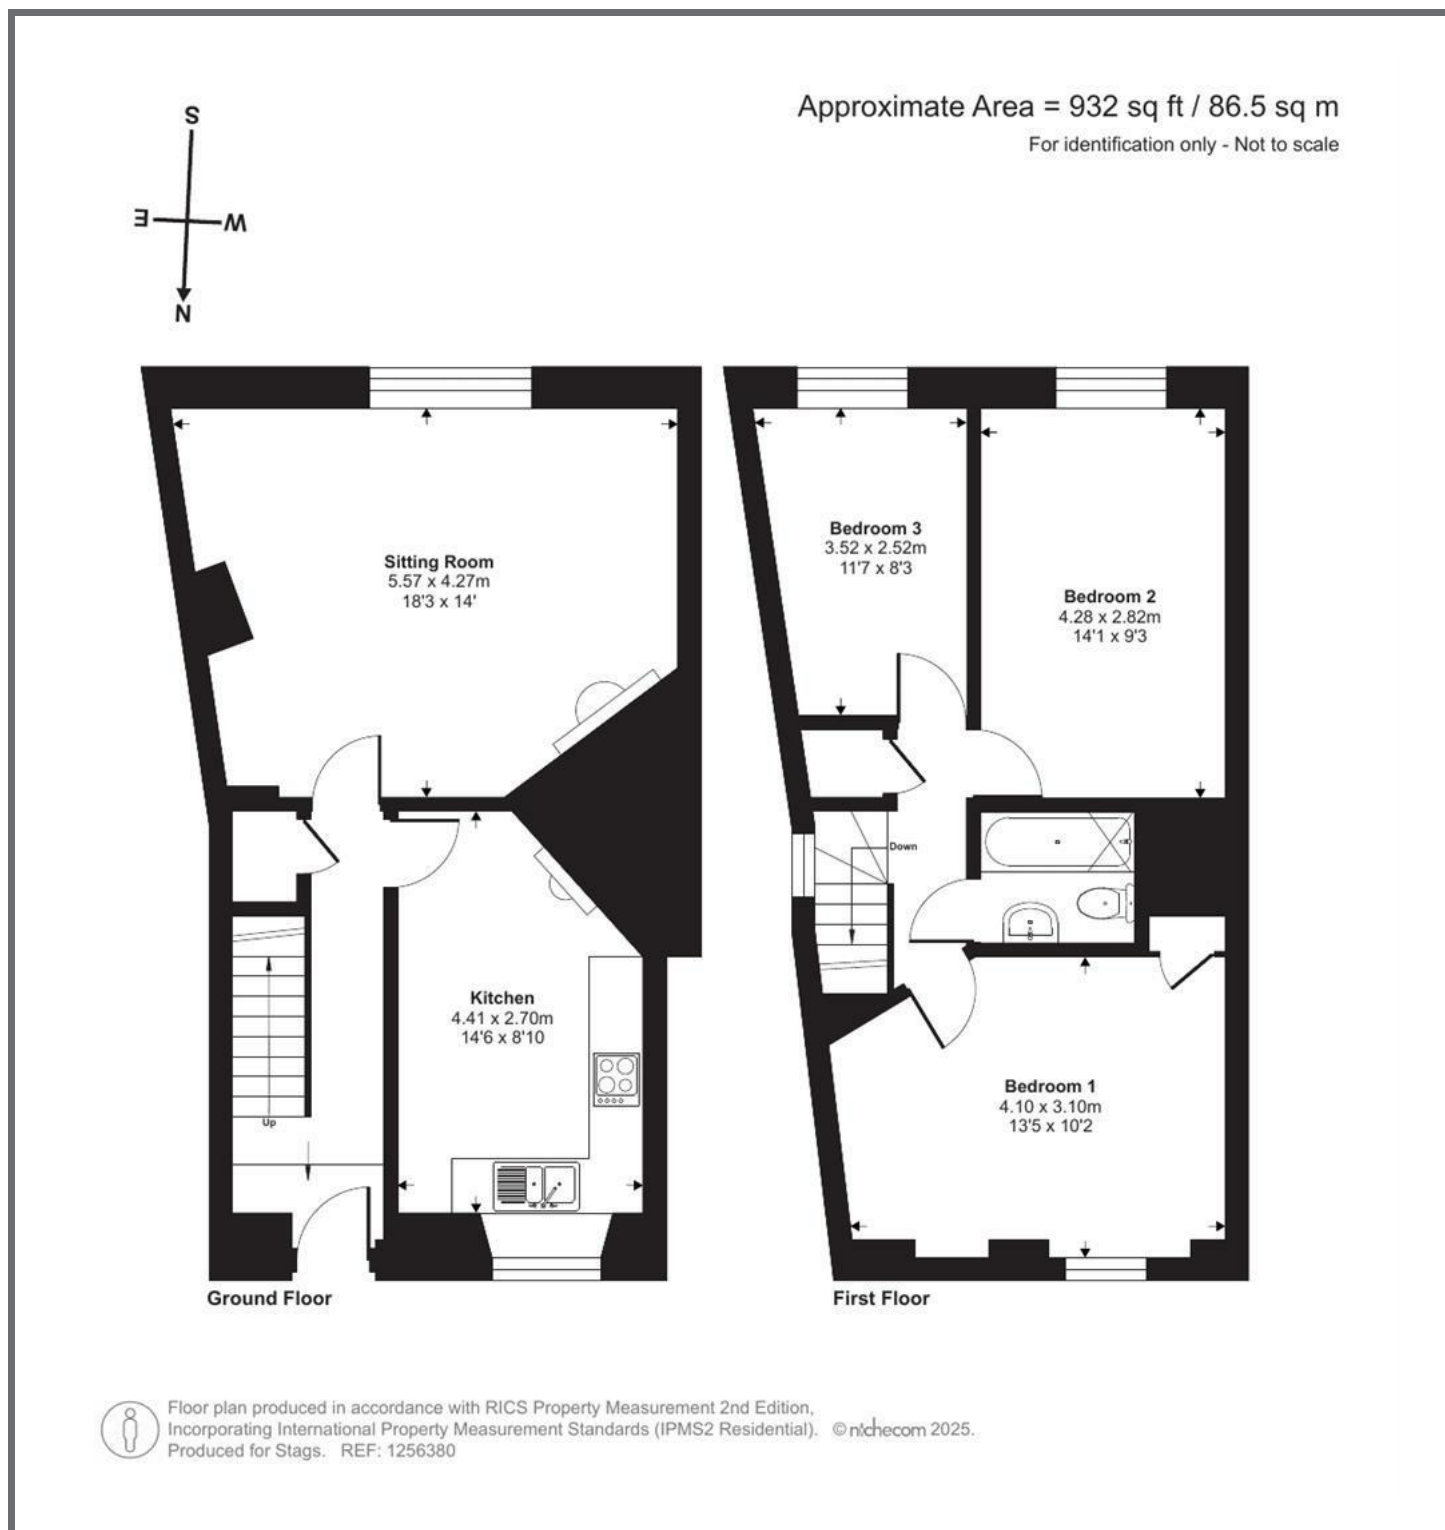 Approximate Area = 932 sq ft / 86.5 sq m
For identification only - Not to scale
S
E
W
N
Sitting Room
5.57 x 4.27m
18'3 x 14'
Kitchen
4.41 x 2.70m
14'6 x 8'10
Up
Ground Floor
Bedroom 3
3.52 x 2.52m
11'7 x 8'3
Bedroom 2
4.28 x 2.82m
14'1 x 9'3
Down
Bedroom 1
4.10 x 3.10m
13'5 x 10'2
First Floor
Floor plan produced in accordance with RICS Property Measurement 2nd Edition,
Incorporating International Property Measurement Standards (IPMS2 Residential). © nichecom 2025.
Produced for Stags. REF: 1256380